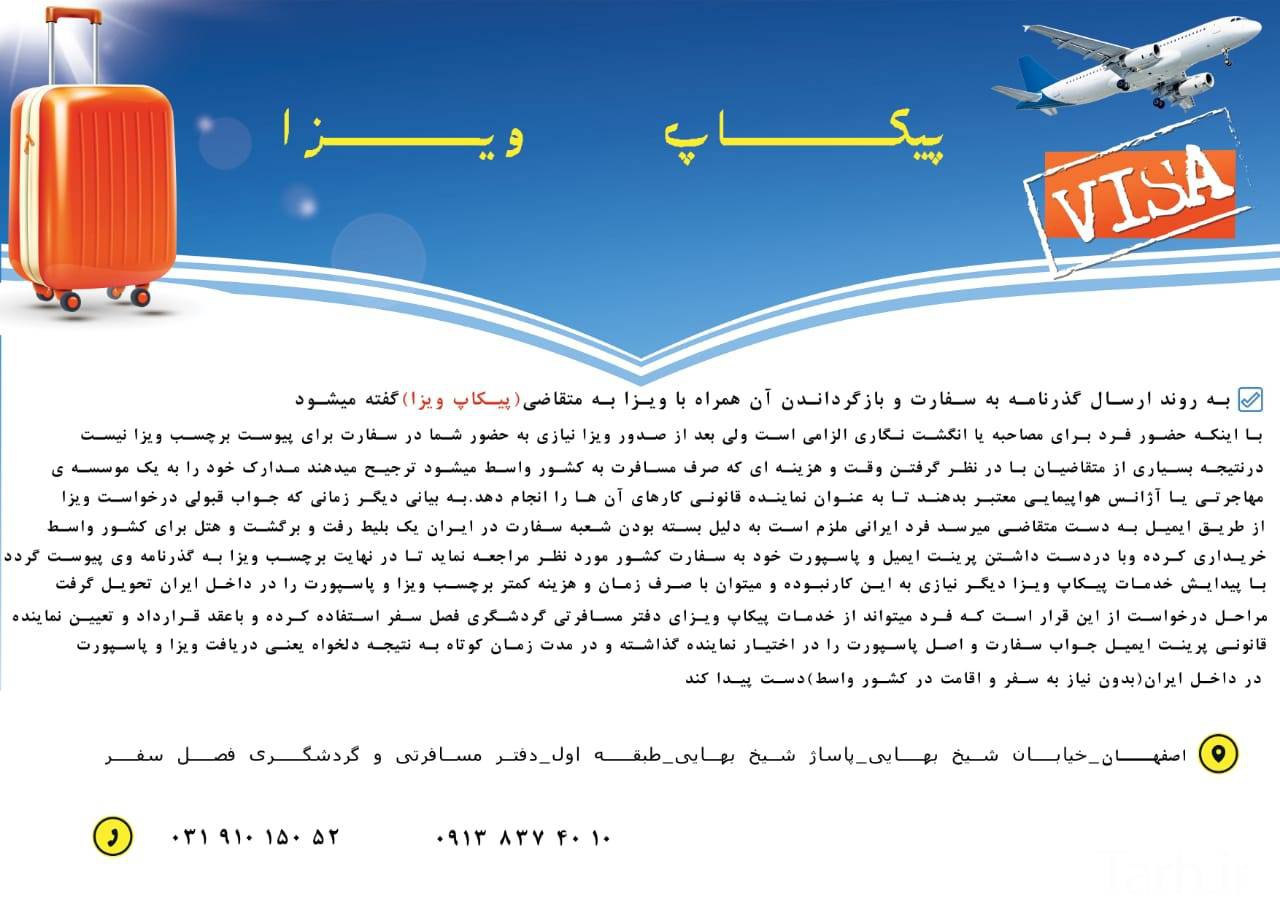 پیکاپ ویزا
VISA
به روند ارسال گذرنامه به سفارت و بازگرداندن آن همراه با ویزا به متقاضی(پیکاپ ویزا)گفته میشود
با اینکه حضور فرد برای مصاحبه یا انگشت نگاری الزامی است ولی بعد از صدور ویزا نیازی به حضور شما در سفارت برای پیوست برچسب ویزا نیست
درنتیجه بسیاری از متقاضیان با در نظر گرفتن وقت و هزینه ای که صرف مسافرت به کشور واسط میشود ترجیح میدهند مدارک خود را به یک موسسه ی
مهاجرتی یا آژانس هواپیمایی معتبر بدهند تا به عنوان نماینده قانونی کارهای آن ها را انجام دهد.به بیانی دیگر زمانی که جواب قبولی درخواست ویزا
از طریق ایمیل به دست متقاضی میرسد فرد ایرانی ملزم است به دلیل بسته بودن شعبه سفارت در ایران یک بلیط رفت و برگشت و هتل برای کشور واسط
خریداری کرده وبا دردست داشتن پرینت ایمیل و پاسپورت خود به سفارت کشور مورد نظر مراجعه نماید تا در نهایت برچسب ویزا به گذرنامه وی پیوست گردد
با پیدایش خدمات پیکاپ ویزا دیگر نیازی به این کارنبوده و میتوان با صرف زمان و هزینه کمتر برچسب ویزا و پاسپورت را در داخل ایران تحویل گرفت
مراحل درخواست از این قرار است که فرد میتواند از خدمات پیکاپ ویزای دفتر مسافرتی گردشگری فصل سفر استفاده کرده و باعقد قرارداد و تعیین نماینده
قانونی پرینت ایمیل جواب سفارت و اصل پاسپورت را در اختیار نماینده گذاشته و در مدت زمان کوتاه به نتیجه دلخواه یعنی دریافت ویزا و پاسپورت
در داخل ایران(بدون نیاز به سفر و اقامت در کشور واسط)دست پیدا کند
اصفهان_خیابان شیخ بهایی_پاساژ شیخ بهایی_طبقه اول_دفتر مسافرتی و گردشگری فصل سفر
۰۳۱ ۹۱۰ ۱۵۰ ۵۲ ۰۹۱۳ ۸۳۷ ۴۰ ۱۰